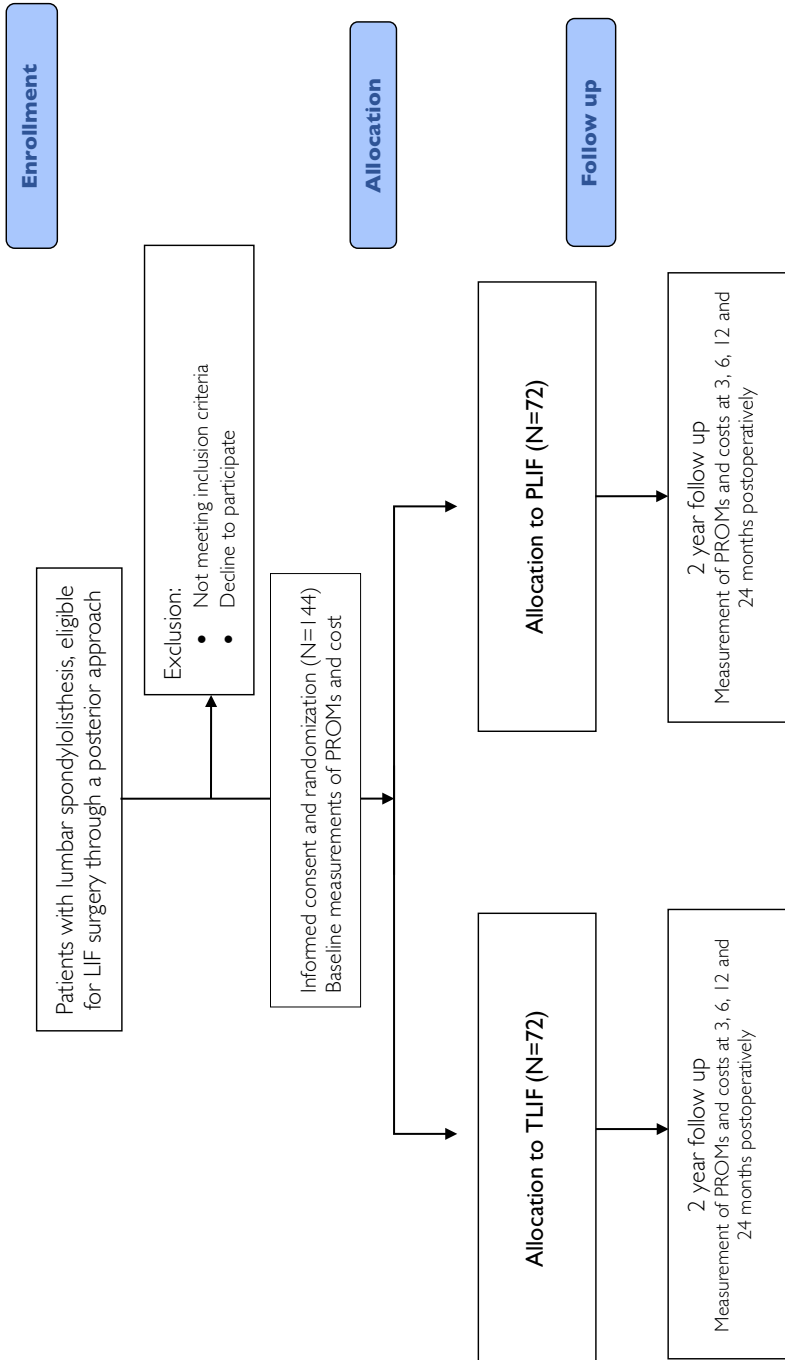 Enrollment
Patients with lumbar spondylolisthesis, eligible
for LIF surgery through a posterior approach
Exclusion:
• Not meeting inclusion criteria
• Decline to participate
Informed consent and randomization (N=144)
Baseline measurements of PROMs and cost
Allocation
Allocation to TLIF (N=72)
Allocation to PLIF (N=72)
Follow up
2 year follow up
Measurement of PROMs and costs at 3, 6, 12 and
24 months postoperatively
2 year follow up
Measurement of PROMs and costs at 3, 6, 12 and
24 months postoperatively